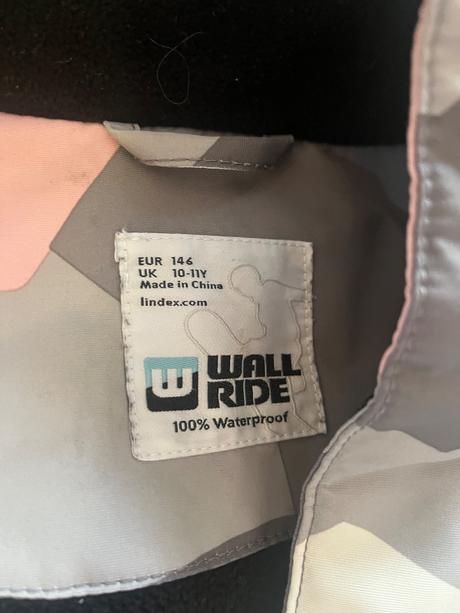 EUR 146
UK 10-11Y
Made in China
lindex.com
W
WALL
RIDE
100% Waterproof